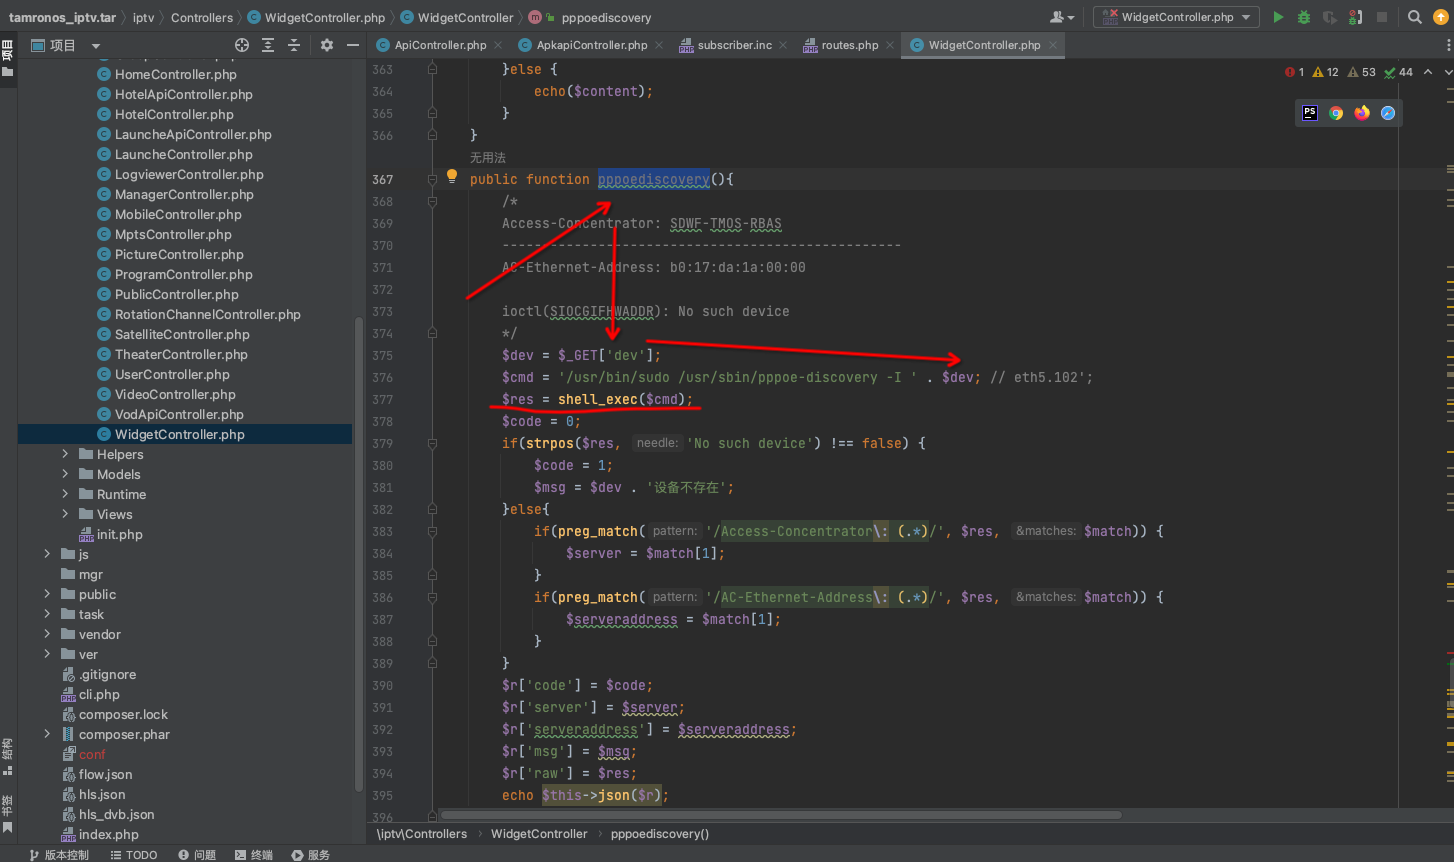 tamronos_iptv.tar › iptv › Controllers › WidgetController.php › WidgetController › pppoediscovery
WidgetController.php
项目
ApiController.php
ApkapiController.php
subscriber.inc
routes.php
WidgetController.php
项目
HomeController.php
HotelApiController.php
HotelController.php
LauncheApiController.php
LauncheController.php
LogviewerController.php
ManagerController.php
MobileController.php
MptsController.php
PictureController.php
ProgramController.php
PublicController.php
RotationChannelController.php
SatelliteController.php
TheaterController.php
UserController.php
VideoController.php
VodApiController.php
WidgetController.php
Helpers
Models
Runtime
Views
init.php
js
mgr
public
task
vendor
ver
.gitignore
cli.php
composer.lock
composer.phar
conf
flow.json
hls.json
hls_dvb.json
index.php
结构
书签
1 12 53 44
363 }else {
364 echo($content);
365 }
366 }
无用法
367 public function pppoediscovery(){
368 /*
369 Access-Concentrator: SDWF-TMOS-RBAS
370 --------------------------------------------------
371 AC-Ethernet-Address: b0:17:da:1a:00:00
372
373 ioctl(SIOCGIFHWADDR): No such device
374 */
375 $dev = $_GET['dev'];
376 $cmd = '/usr/bin/sudo /usr/sbin/pppoe-discovery -I ' . $dev; // eth5.102';
377 $res = shell_exec($cmd);
378 $code = 0;
379 if(strpos($res, needle: 'No such device') !== false) {
380 $code = 1;
381 $msg = $dev . '设备不存在';
382 }else{
383 if(preg_match( pattern: '/Access-Concentrator\: (.*)/', $res, &matches: $match)) {
384 $server = $match[1];
385 }
386 if(preg_match( pattern: '/AC-Ethernet-Address\: (.*)/', $res, &matches: $match)) {
387 $serveraddress = $match[1];
388 }
389 }
390 $r['code'] = $code;
391 $r['server'] = $server;
392 $r['serveraddress'] = $serveraddress;
393 $r['msg'] = $msg;
394 $r['raw'] = $res;
395 echo $this->json($r);
396
\iptv\Controllers › WidgetController › pppoediscovery()
版本控制 TODO 问题 终端 服务